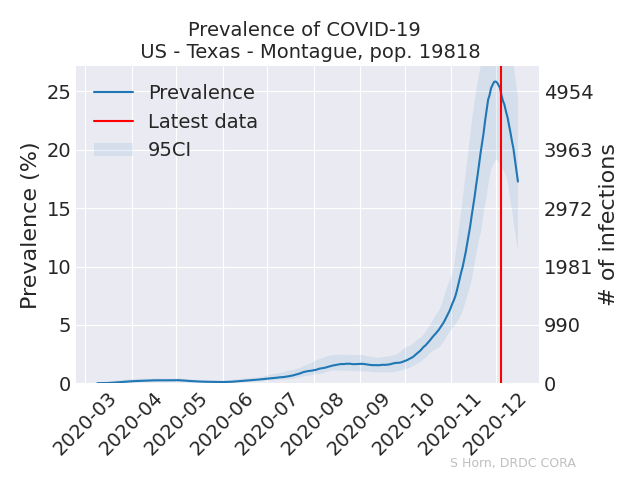 Prevalence of COVID-19
US - Texas - Montague, pop. 19818
Prevalence (%)
25
20
15
10
5
0
Prevalence
Latest data
95CI
4954
3963
2972
1981
990
0
# of infections
2020-03
2020-04
2020-05
2020-06
2020-07
2020-08
2020-09
2020-10
2020-11
2020-12
S Horn, DRDC CORA